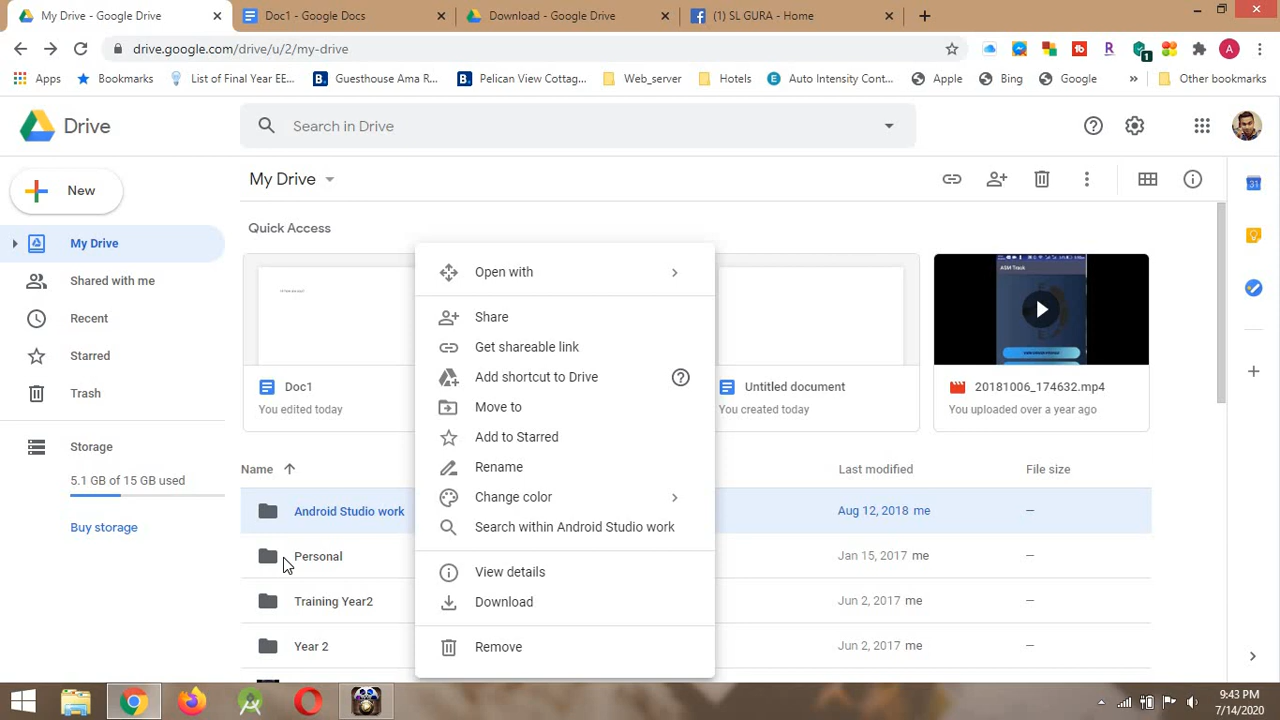 My Drive - Google Drive
Doc1 - Google Docs
Download - Google Drive
(1) SL GURA - Home
drive.google.com/drive/u/2/my-drive
1
A
Apps
Bookmarks
List of Final Year EE...
Guesthouse Ama R...
Pelican View Cottag...
Web_server
Hotels
Auto Intensity Cont...
Apple
Bing
Google
»
Other bookmarks
Drive
Search in Drive
New
My Drive
Quick Access
My Drive
Shared with me
Recent
Starred
Trash
Storage
5.1 GB of 15 GB used
Buy storage
Doc1
You edited today
Untitled document
You created today
ASM Track
20181006_174632.mp4
You uploaded over a year ago
Open with
Share
Get shareable link
Add shortcut to Drive
Move to
Add to Starred
Rename
Change color
Search within Android Studio work
View details
Download
Remove
Name
Last modified
File size
Android Studio work
Aug 12, 2018 me
—
Personal
Jan 15, 2017 me
—
Training Year2
Jun 2, 2017 me
—
Year 2
Jun 2, 2017 me
—
31
9:43 PM
7/14/2020